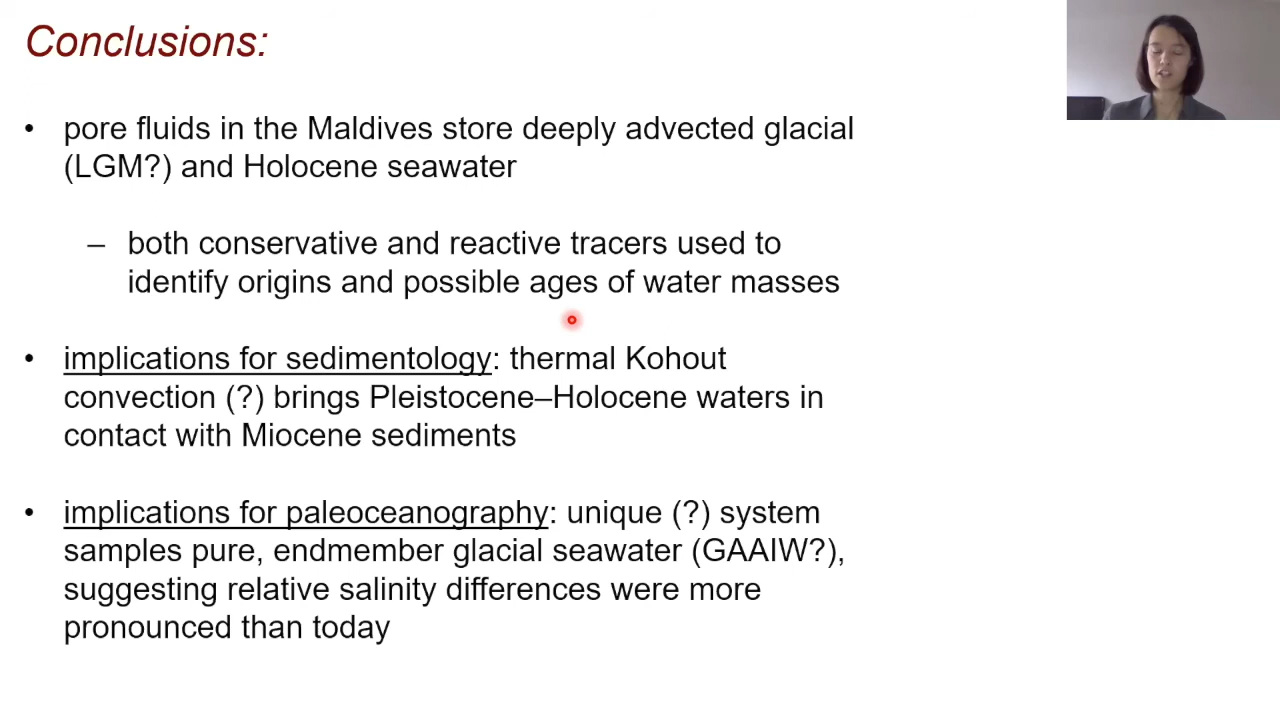 Conclusions:
• pore fluids in the Maldives store deeply advected glacial
(LGM?) and Holocene seawater
– both conservative and reactive tracers used to
identify origins and possible ages of water masses
• implications for sedimentology: thermal Kohout
convection (?) brings Pleistocene–Holocene waters in
contact with Miocene sediments
• implications for paleoceanography: unique (?) system
samples pure, endmember glacial seawater (GAAIW?),
suggesting relative salinity differences were more
pronounced than today